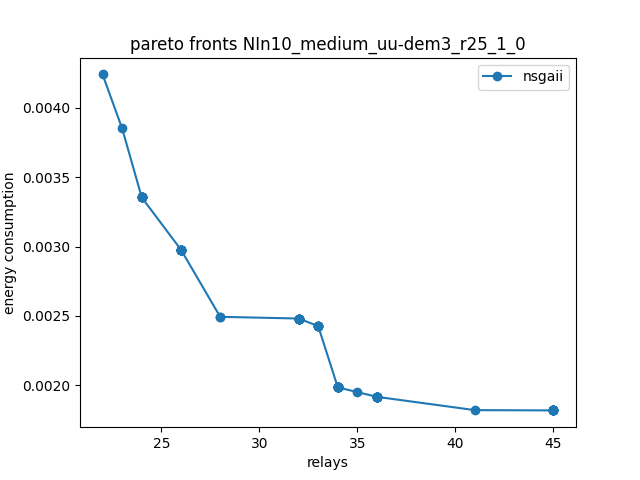 pareto fronts NIn10_medium_uu-dem3_r25_1_0
nsgaii
energy consumption
0.0040
0.0035
0.0030
0.0025
0.0020
25 30 35 40 45
relays